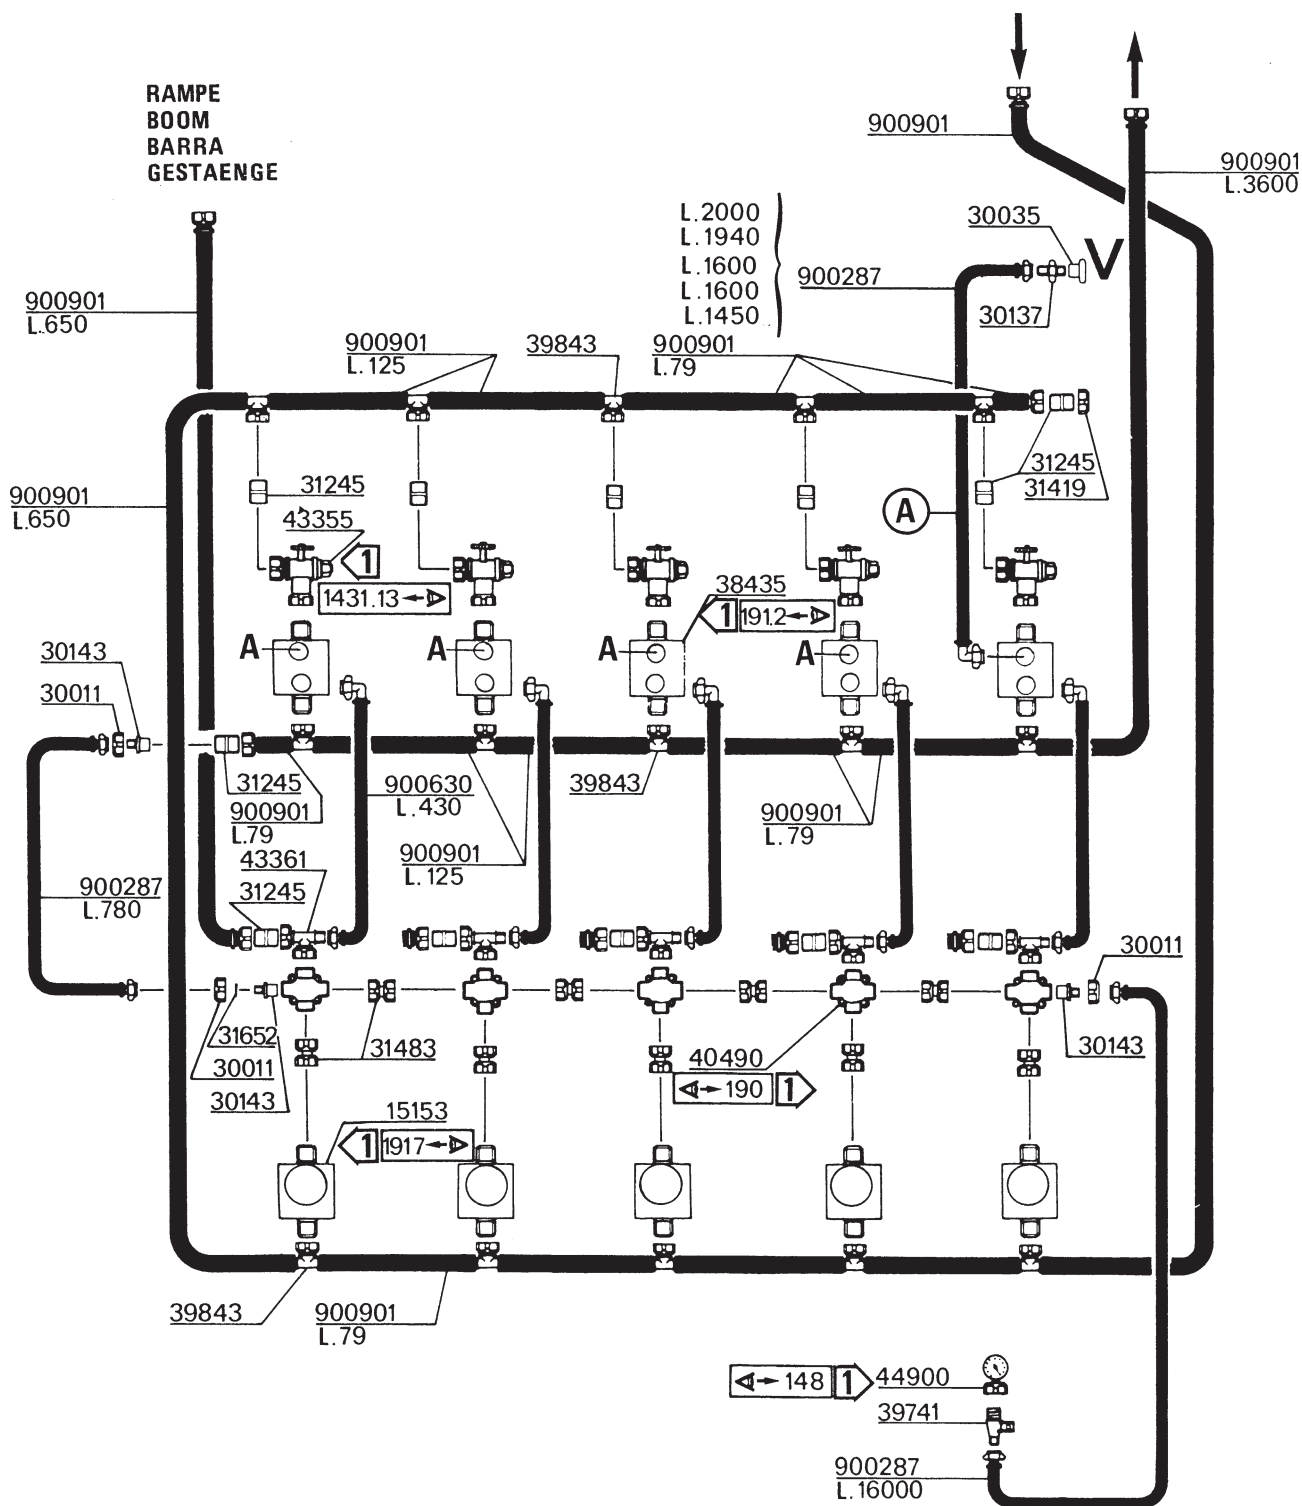 RAMPE
BOOM
BARRA
GESTAENGE
900901
900901
L.3600
L.2000
L.1940
L.1600
L.1600
L.1450
900287
30035
V
30137
900901
L.650
900901
L.125
39843
900901
L.79
31245
31419
900901
L.650
31245
43355
1
1431.13
A
38435
1
191.2
A
A
A
A
30143
30011
31245
900901
L.79
900630
L.430
39843
900901
L.79
900901
L.125
43361
31245
900287
L.780
30011
31652
30011
30143
31483
40490
190
1
30143
15153
1
1917
39843
900901
L.79
148
1
44900
39741
900287
L.16000